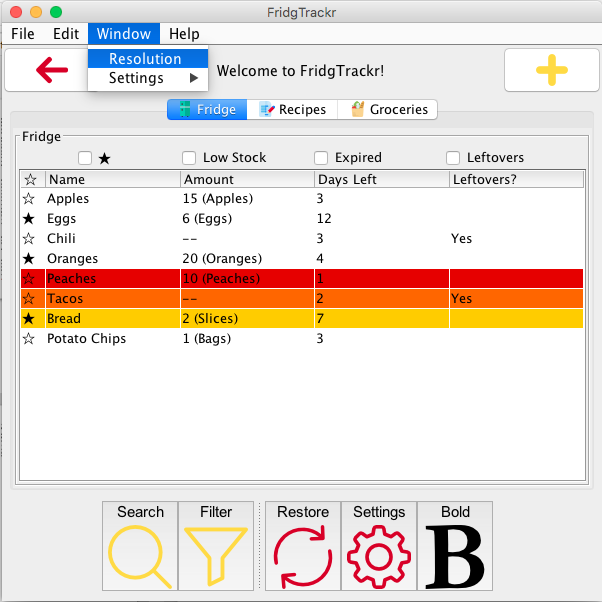 FridgTrackr
File Edit Window Help
Resolution
Settings
Welcome to FridgTrackr!
Fridge Recipes Groceries
Fridge
★ Low Stock Expired Leftovers
☆ Name Amount Days Left Leftovers?
☆ Apples 15 (Apples) 3
★ Eggs 6 (Eggs) 12
☆ Chili -- 3 Yes
★ Oranges 20 (Oranges) 4
☆ Peaches 10 (Peaches) 1
☆ Tacos -- 2 Yes
★ Bread 2 (Slices) 7
☆ Potato Chips 1 (Bags) 3
Search Filter Restore Settings Bold
B